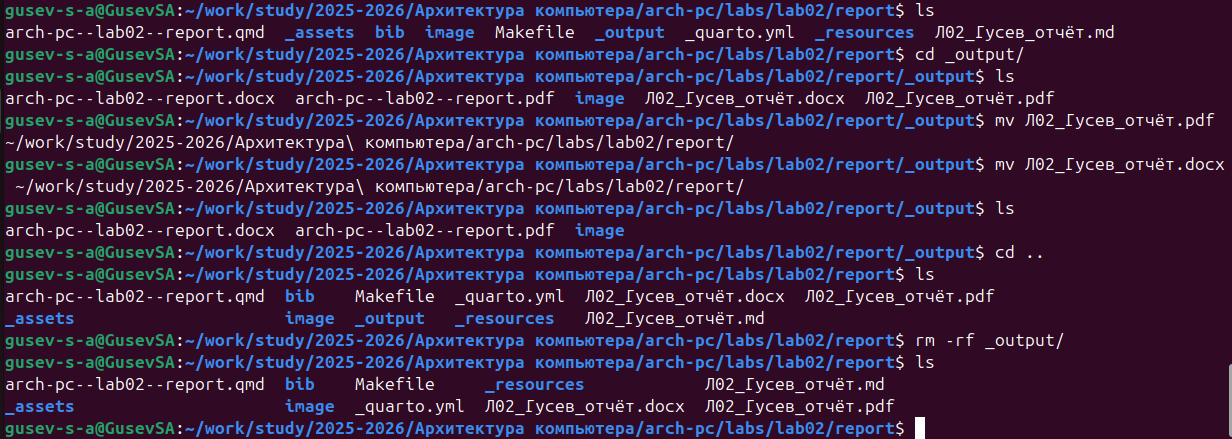 gusev-s-a@GusevSA:~/work/study/2025-2026/Архитектура компьютера/arch-pc/labs/lab02/report$ ls
arch-pc--lab02--report.qmd  _assets  bib  image  Makefile  _output  _quarto.yml  _resources  Л02_Гусев_отчёт.md
gusev-s-a@GusevSA:~/work/study/2025-2026/Архитектура компьютера/arch-pc/labs/lab02/report$ cd _output/
gusev-s-a@GusevSA:~/work/study/2025-2026/Архитектура компьютера/arch-pc/labs/lab02/report/_output$ ls
arch-pc--lab02--report.docx  arch-pc--lab02--report.pdf  image  Л02_Гусев_отчёт.docx  Л02_Гусев_отчёт.pdf
gusev-s-a@GusevSA:~/work/study/2025-2026/Архитектура компьютера/arch-pc/labs/lab02/report/_output$ mv Л02_Гусев_отчёт.pdf
~/work/study/2025-2026/Архитектура\ компьютера/arch-pc/labs/lab02/report/
gusev-s-a@GusevSA:~/work/study/2025-2026/Архитектура компьютера/arch-pc/labs/lab02/report/_output$ mv Л02_Гусев_отчёт.docx
 ~/work/study/2025-2026/Архитектура\ компьютера/arch-pc/labs/lab02/report/
gusev-s-a@GusevSA:~/work/study/2025-2026/Архитектура компьютера/arch-pc/labs/lab02/report/_output$ ls
arch-pc--lab02--report.docx  arch-pc--lab02--report.pdf  image
gusev-s-a@GusevSA:~/work/study/2025-2026/Архитектура компьютера/arch-pc/labs/lab02/report/_output$ cd ..
gusev-s-a@GusevSA:~/work/study/2025-2026/Архитектура компьютера/arch-pc/labs/lab02/report$ ls
arch-pc--lab02--report.qmd  bib    Makefile  _quarto.yml  Л02_Гусев_отчёт.docx  Л02_Гусев_отчёт.pdf
_assets                     image  _output   _resources   Л02_Гусев_отчёт.md
gusev-s-a@GusevSA:~/work/study/2025-2026/Архитектура компьютера/arch-pc/labs/lab02/report$ rm -rf _output/
gusev-s-a@GusevSA:~/work/study/2025-2026/Архитектура компьютера/arch-pc/labs/lab02/report$ ls
arch-pc--lab02--report.qmd  bib    Makefile     _resources           Л02_Гусев_отчёт.md
_assets                     image  _quarto.yml  Л02_Гусев_отчёт.docx  Л02_Гусев_отчёт.pdf
gusev-s-a@GusevSA:~/work/study/2025-2026/Архитектура компьютера/arch-pc/labs/lab02/report$